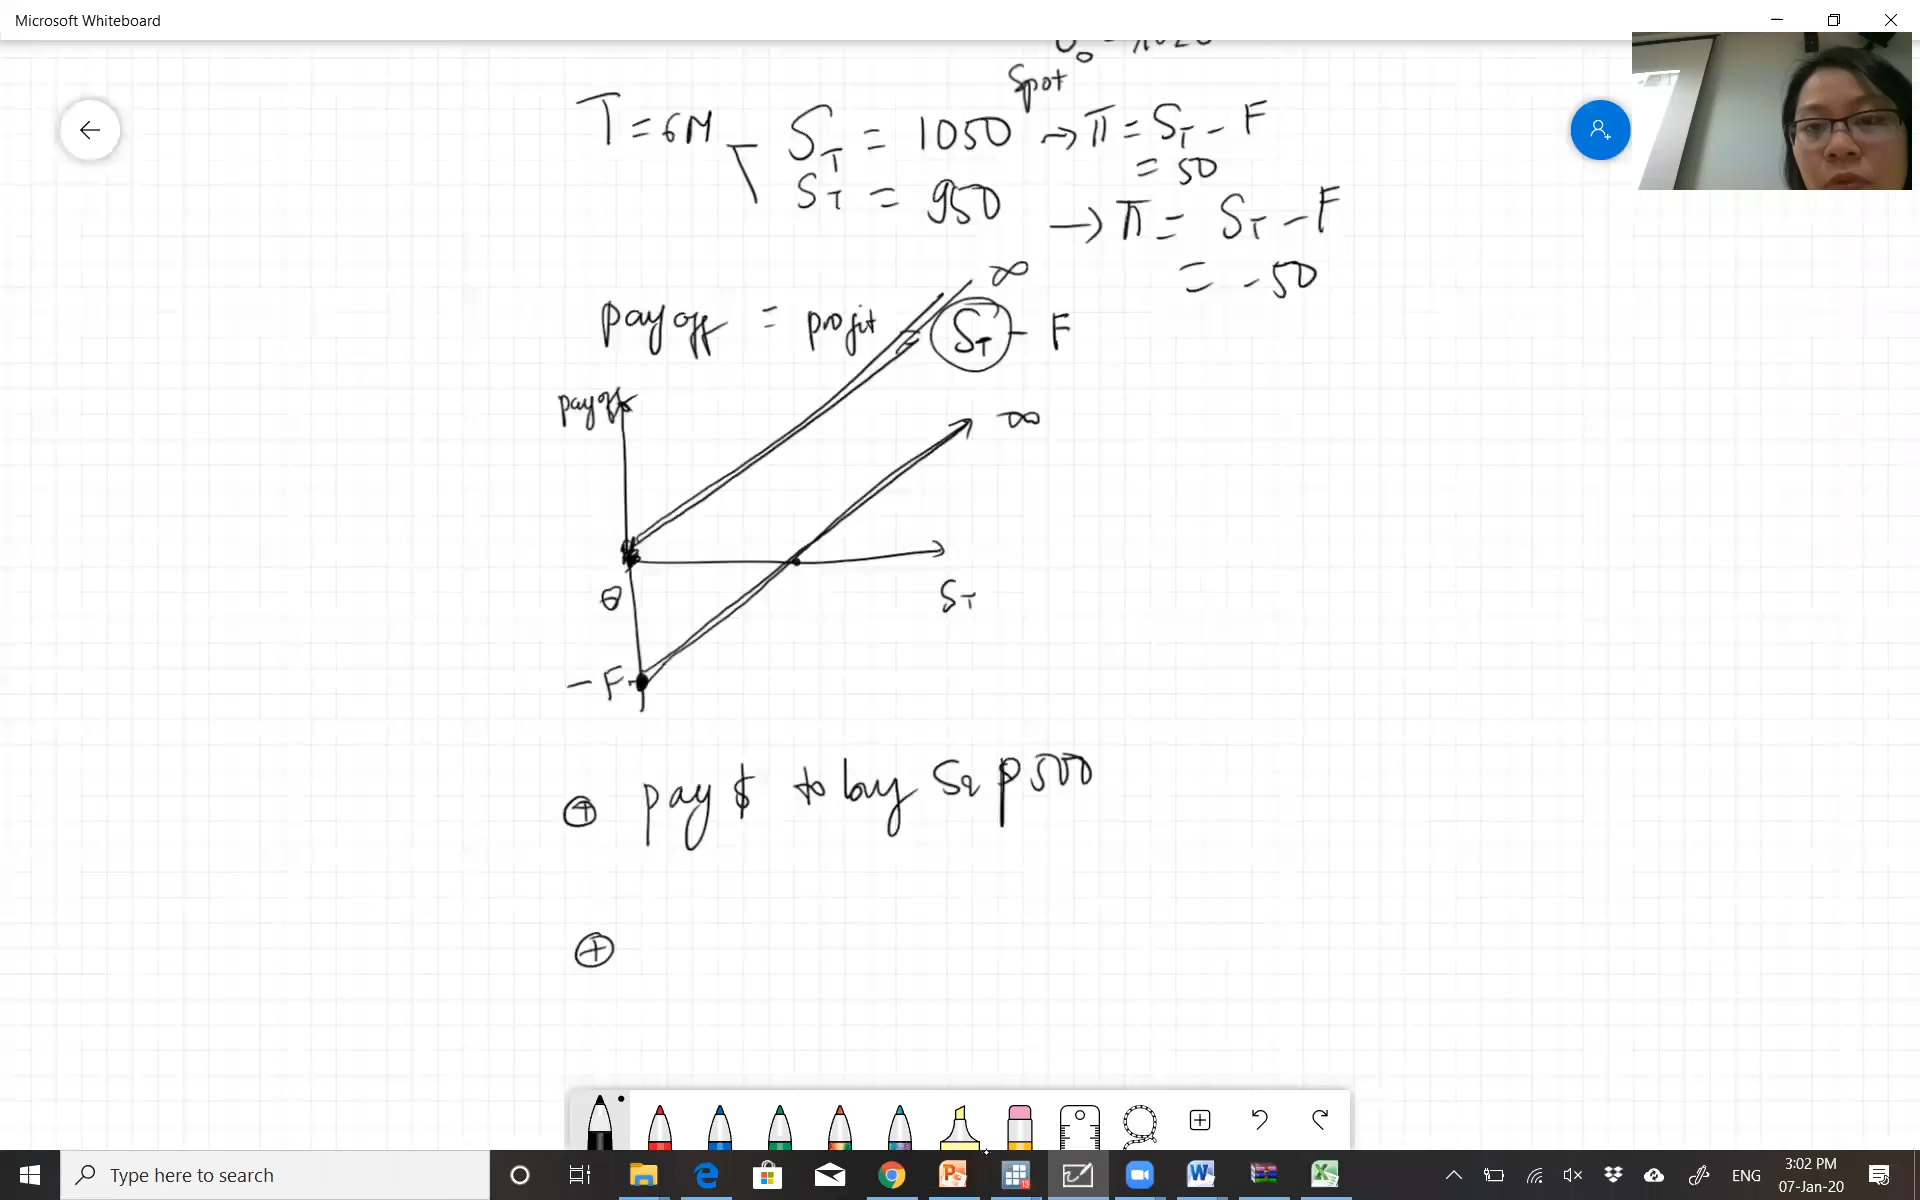 Microsoft Whiteboard
Spot
T = 6M S_T = 1050 → π = S_T - F
= 50
S_T = 950 → π = S_T - F
= - 50
∞
payoff = profit = S_T - F
payoff
∞
0
S_T
- F
⊕ pay $ to buy S& P500
⊕
Type here to search
ENG
3:02 PM
07-Jan-20